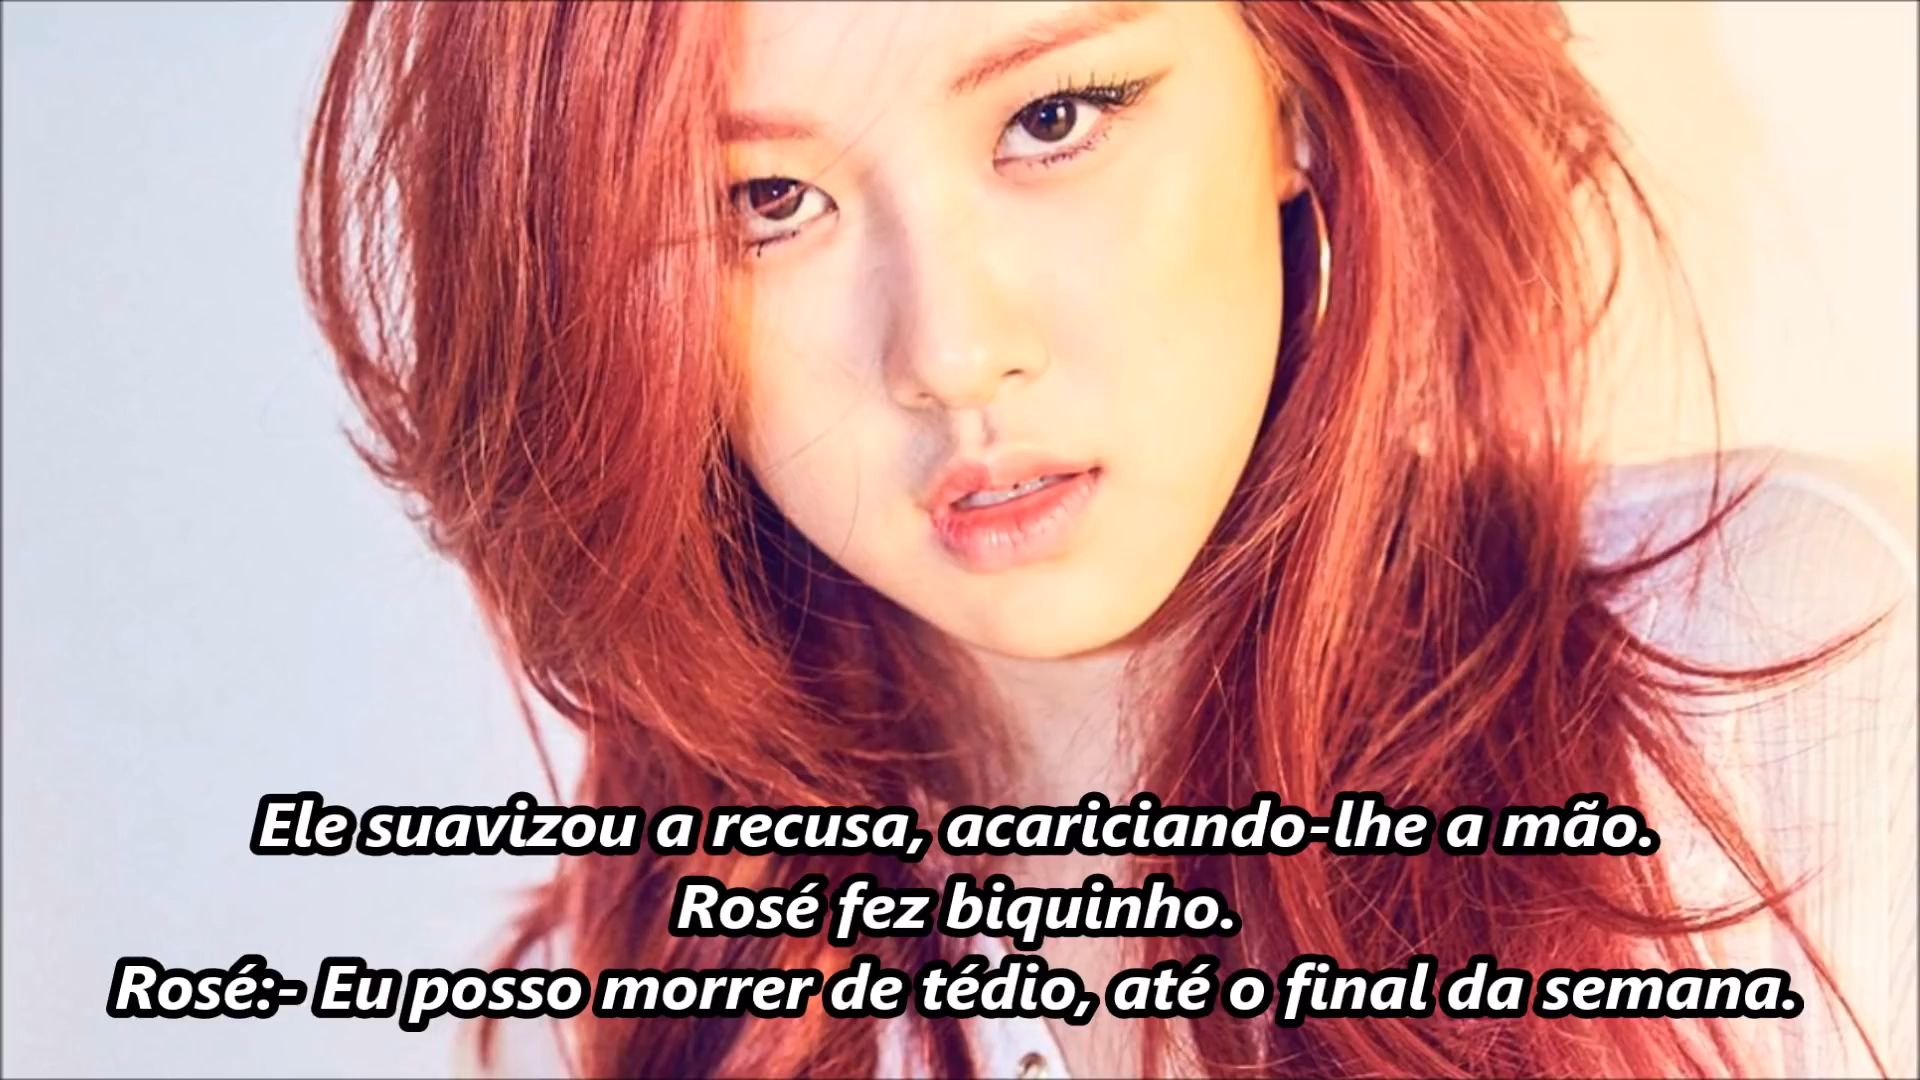 Ele suavizou a recusa, acariciando-lhe a mão.
Rosé fez biquinho.
Rosé:- Eu posso morrer de tédio, até o final da semana.